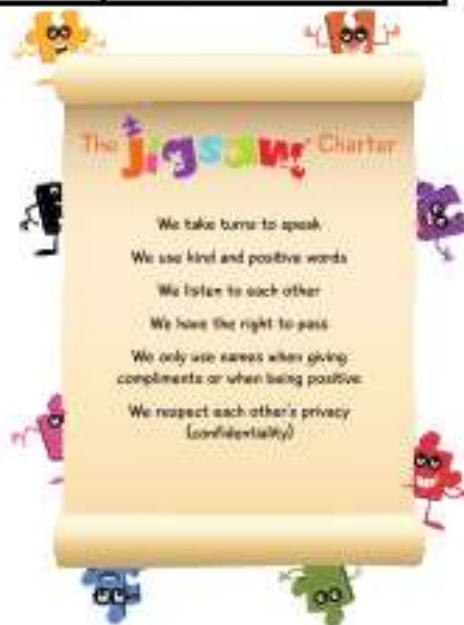 The Jigsaw Charter
We take turns to speak
We use kind and positive words
We listen to each other
We have the right to pass
We only use names when giving
compliments or when being positive
We respect each other's privacy
(confidentiality)